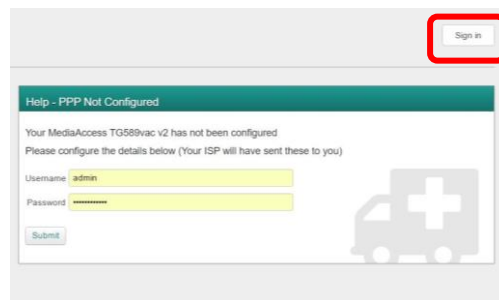 Sign in
Help - PPP Not Configured
Your MediaAccess TG589vac v2 has not been configured
Please configure the details below (Your ISP will have sent these to you)
Username admin
Password ••••••••••••
Submit